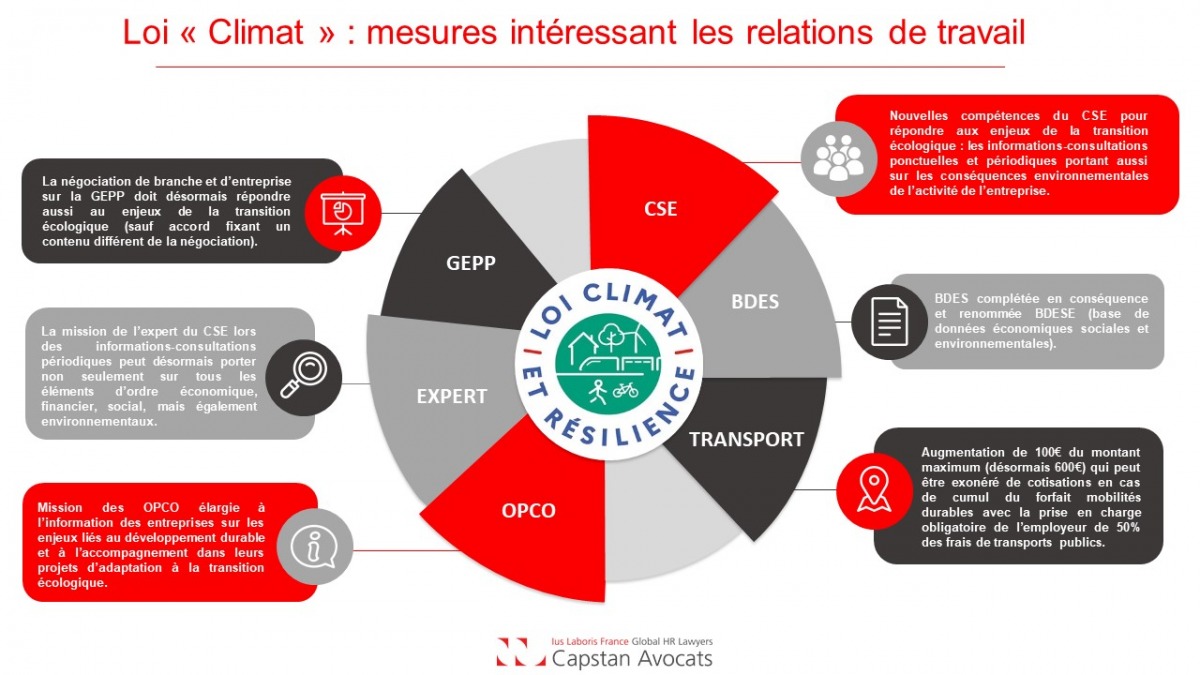 Loi « Climat » : mesures intéressant les relations de travail
Nouvelles compétences du CSE pour
répondre aux enjeux de la transition
écologique : les informations-consultations
ponctuelles et périodiques portant aussi
sur les conséquences environnementales
de l'activité de l'entreprise.
La négociation de branche et d'entreprise
sur la GEPP doit désormais répondre
aussi au enjeux de la transition
écologique (sauf accord fixant un
contenu différent de la négociation).
CSE
GEPP
BDES
BDES complétée en conséquence
et renommée BDESE (base de
données économiques sociales et
environnementales).
La mission de l'expert du CSE lors
des informations-consultations
périodiques peut désormais porter
non seulement sur tous les
éléments d'ordre économique,
financier, social, mais également
environnementaux.
EXPERT
LOI CLIMAT
ET RÉSILIENCE
TRANSPORT
Augmentation de 100€ du montant
maximum (désormais 600€) qui peut
être exonéré de cotisations en cas
de cumul du forfait mobilités
durables avec la prise en charge
obligatoire de l'employeur de 50%
des frais de transports publics.
OPCO
Mission des OPCO élargie à
l'information des entreprises sur les
enjeux liés au développement durable
et à l'accompagnement dans leurs
projets d'adaptation à la transition
écologique.
Ius Laboris France Global HR Lawyers
Capstan Avocats